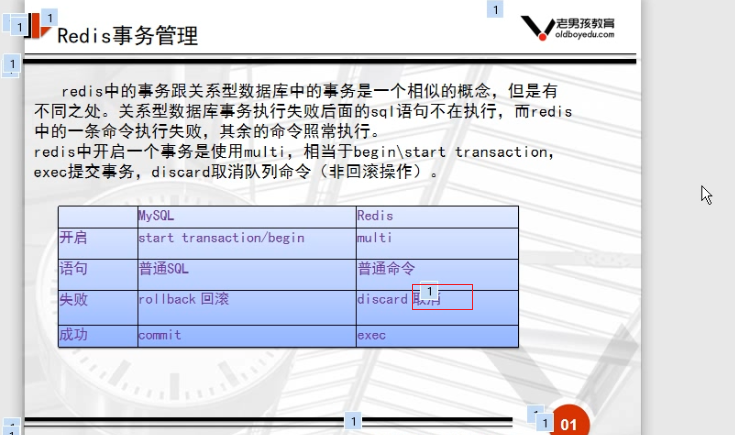 1
1
1
老男孩教育
oldboyedu.com
Redis事务管理
1
redis中的事务跟关系型数据库中的事务是一个相似的概念，但是有
不同之处。关系型数据库事务执行失败后面的sql语句不在执行，而redis
中的一条命令执行失败，其余的命令照常执行。
redis中开启一个事务是使用multi，相当于begin\start transaction，
exec提交事务，discard取消队列命令（非回滚操作）。
MySQL Redis
开启 start transaction/begin multi
语句 普通SQL 普通命令
失败 rollback 回滚 discard 取消
1
成功 commit exec
1
1
01